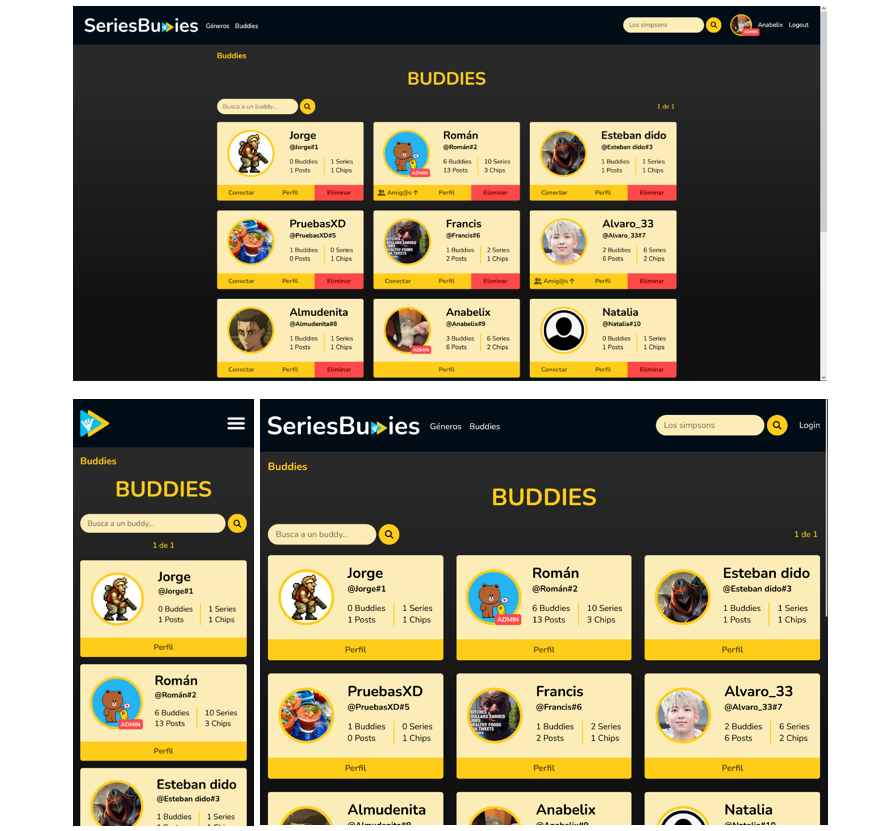 SeriesBuddies Géneros Buddies Los simpsons ADMIN Anabelix Logout
Buddies
BUDDIES
Busca a un buddy... 1 de 1
Jorge
@Jorge#1
0 Buddies 1 Series
1 Posts 1 Chips
Conectar Perfil Eliminar
Román
@Román#2
6 Buddies 10 Series
13 Posts 3 Chips
ADMIN
Amig@s Perfil
Esteban dido
@Esteban dido#3
1 Buddies 1 Series
1 Posts 1 Chips
Conectar Perfil Eliminar
PruebasXD
@PruebasXD#5
1 Buddies 0 Series
0 Posts 1 Chips
Conectar Perfil Eliminar
Francis
@Francis#6
1 Buddies 2 Series
2 Posts 1 Chips
Conectar Perfil Eliminar
Alvaro_33
@Alvaro_33#7
2 Buddies 6 Series
6 Posts 2 Chips
Amig@s Perfil Eliminar
Almudenita
@Almudenita#8
1 Buddies 1 Series
1 Posts 1 Chips
Conectar Perfil Eliminar
Anabelix
@Anabelix#9
3 Buddies 6 Series
6 Posts 2 Chips
ADMIN
Perfil
Natalia
@Natalia#10
0 Buddies 1 Series
1 Posts 1 Chips
Conectar Perfil Eliminar
Buddies
BUDDIES
Busca a un buddy...
1 de 1
Jorge
@Jorge#1
0 Buddies 1 Series
1 Posts 1 Chips
Perfil
Román
@Román#2
6 Buddies 10 Series
13 Posts 3 Chips
ADMIN
Perfil
Esteban dido
@Esteban dido#3
1 Buddies 1 Series
SeriesBuddies Géneros Buddies Los simpsons Login
Buddies
BUDDIES
Busca a un buddy... 1 de 1
Jorge
@Jorge#1
0 Buddies 1 Series
1 Posts 1 Chips
Perfil
Román
@Román#2
6 Buddies 10 Series
13 Posts 3 Chips
ADMIN
Perfil
Esteban dido
@Esteban dido#3
1 Buddies 1 Series
1 Posts 1 Chips
Perfil
PruebasXD
@PruebasXD#5
1 Buddies 0 Series
0 Posts 1 Chips
Perfil
Francis
@Francis#6
1 Buddies 2 Series
2 Posts 1 Chips
Perfil
Alvaro_33
@Alvaro_33#7
2 Buddies 6 Series
6 Posts 2 Chips
Perfil
Almudenita
Anabelix
Natalia